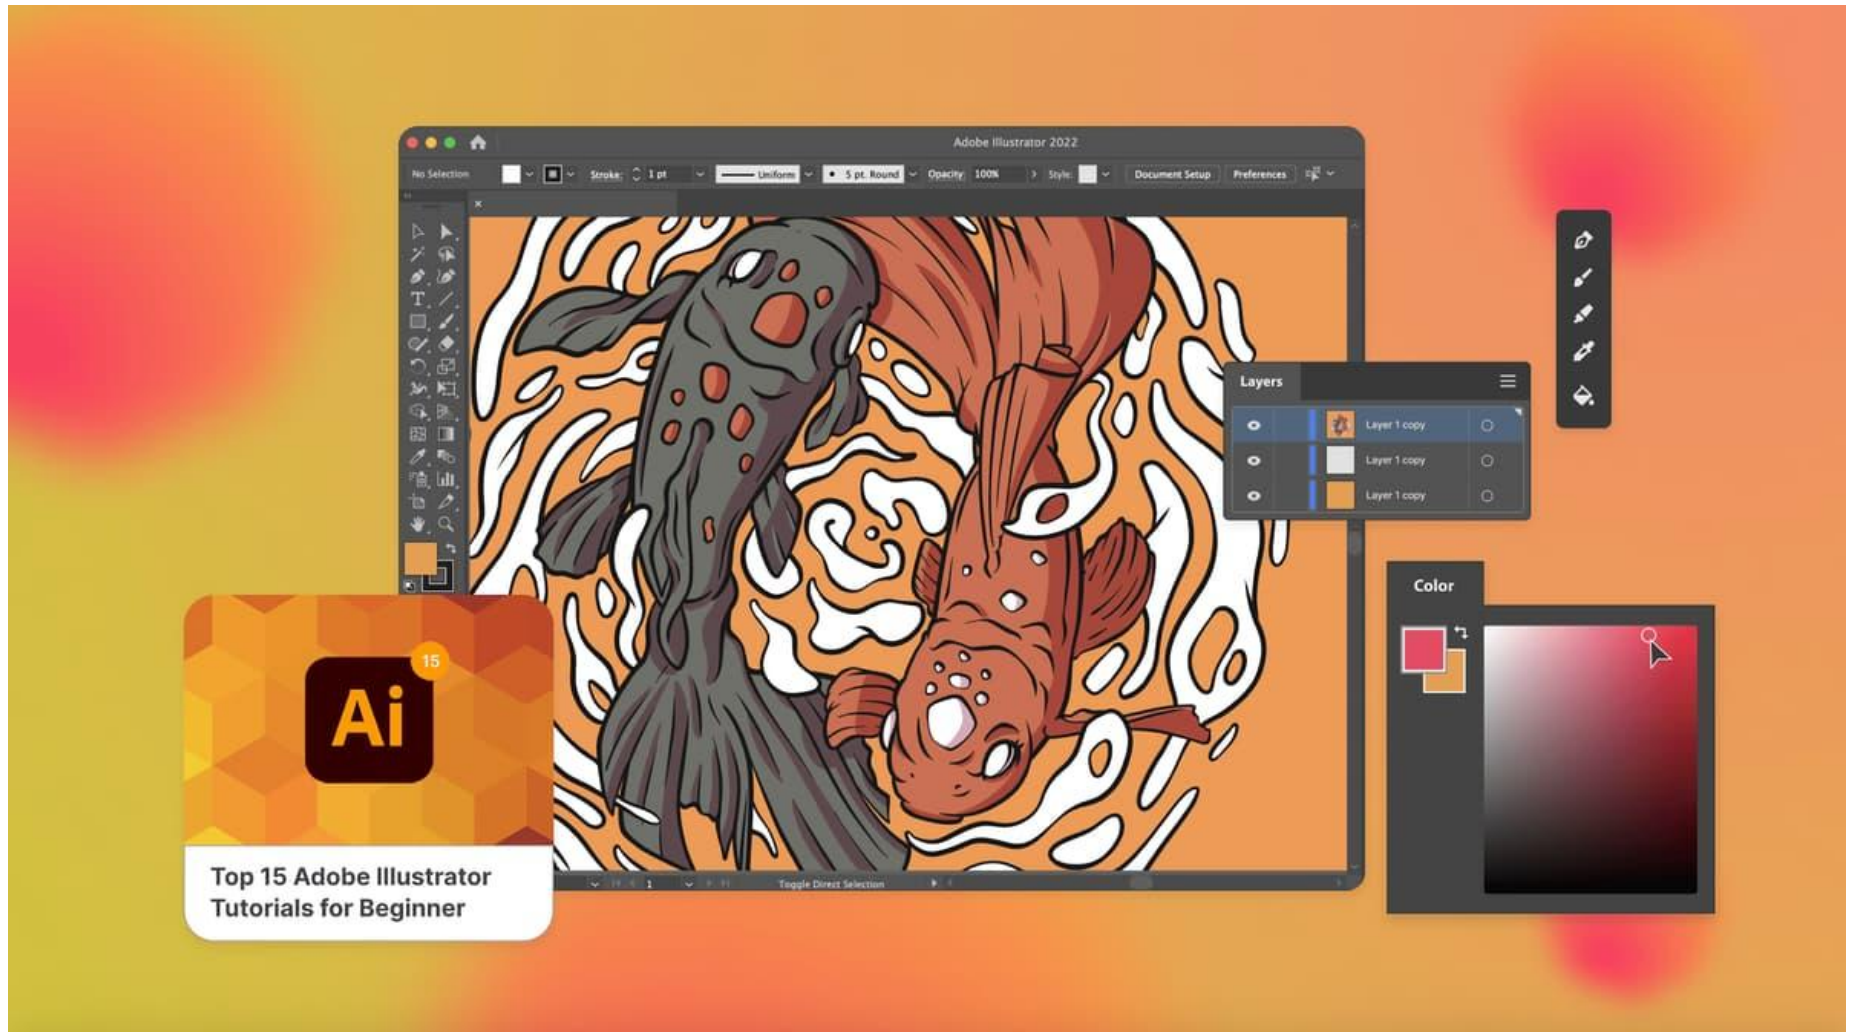 Adobe Illustrator 2022
No Selection
Stroke: 1 pt Uniform 5 pt. Round Opacity: 100% Style: Document Setup Preferences
T
Layers
Layer 1 copy
Layer 1 copy
Layer 1 copy
Color
15
Ai
Top 15 Adobe Illustrator
Tutorials for Beginner
1
Toggle Direct Selection